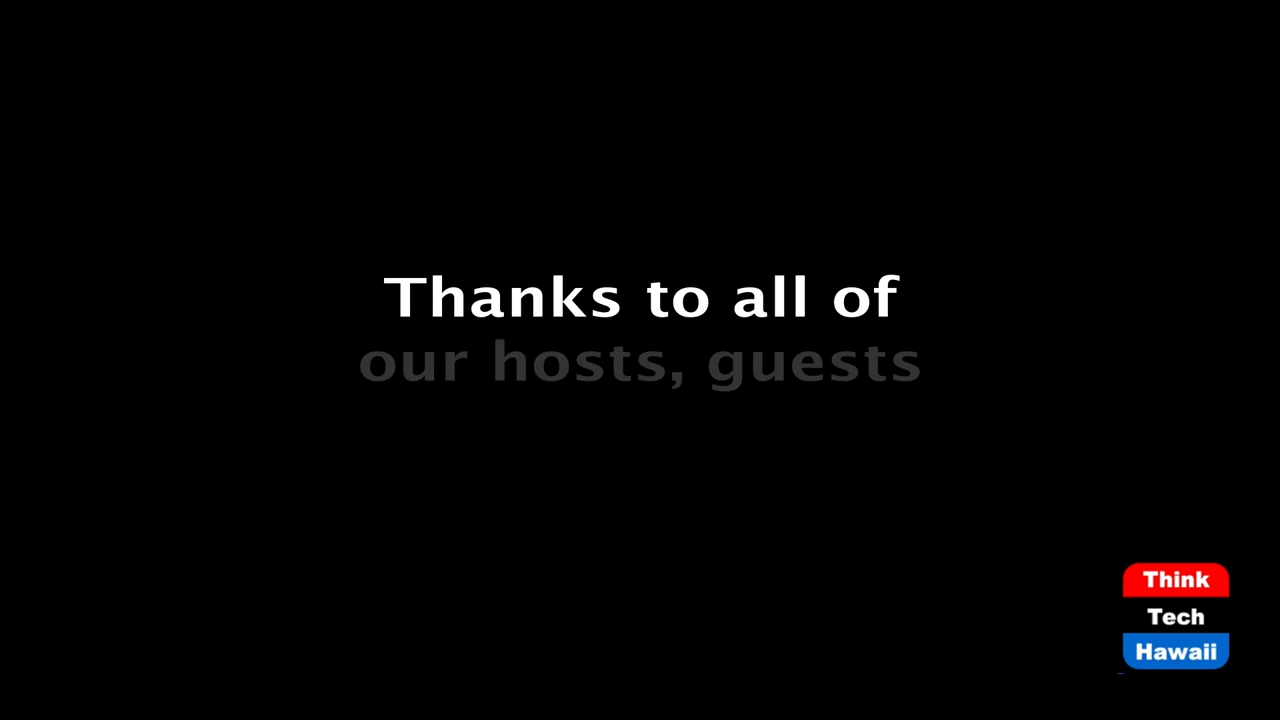 Thanks to all of
our hosts, guests
Think
Tech
Hawaii